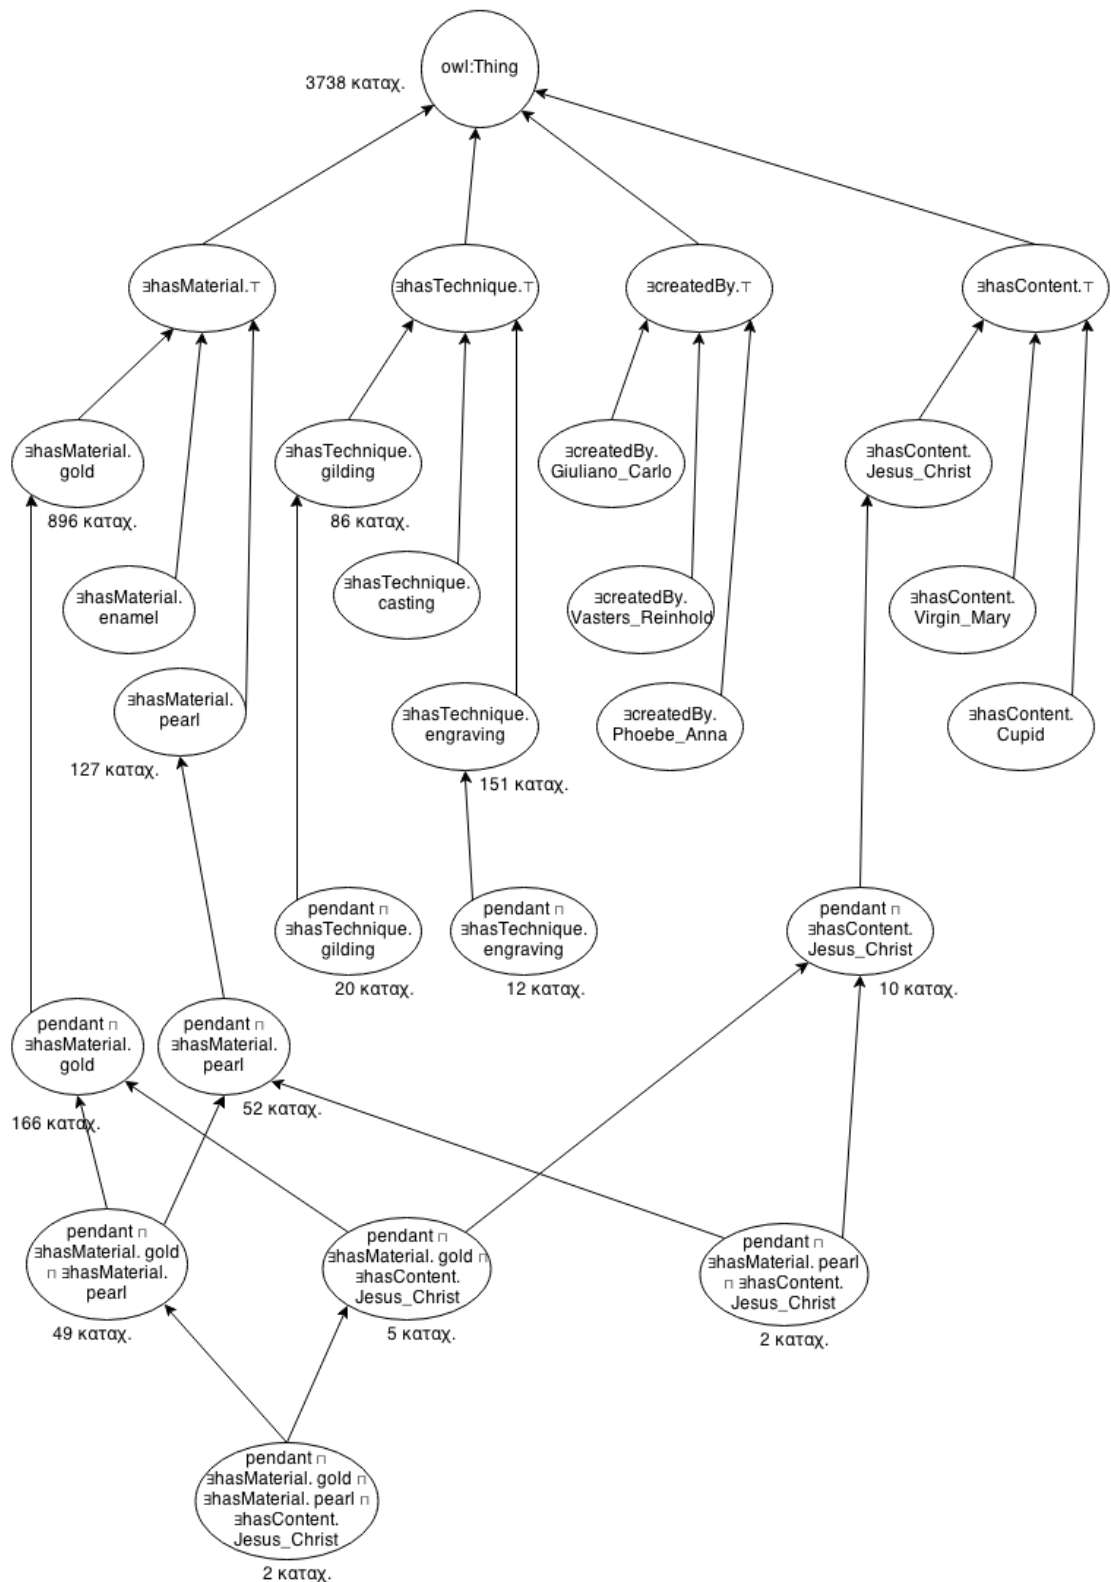 owl:Thing
3738 καταχ.
∃hasMaterial.⊤
∃hasTechnique.⊤
∃createdBy.⊤
∃hasContent.⊤
∃hasMaterial.
gold
896 καταχ.
∃hasTechnique.
gilding
86 καταχ.
∃createdBy.
Giuliano_Carlo
∃hasContent.
Jesus_Christ
∃hasMaterial.
enamel
∃hasTechnique.
casting
∃createdBy.
Vasters_Reinhold
∃hasContent.
Virgin_Mary
∃hasMaterial.
pearl
127 καταχ.
∃hasTechnique.
engraving
151 καταχ.
∃createdBy.
Phoebe_Anna
∃hasContent.
Cupid
pendant ⊓
∃hasTechnique.
gilding
20 καταχ.
pendant ⊓
∃hasTechnique.
engraving
12 καταχ.
pendant ⊓
∃hasContent.
Jesus_Christ
10 καταχ.
pendant ⊓
∃hasMaterial.
gold
166 καταχ.
pendant ⊓
∃hasMaterial.
pearl
52 καταχ.
pendant ⊓
∃hasMaterial. gold
⊓ ∃hasMaterial.
pearl
49 καταχ.
pendant ⊓
∃hasMaterial. gold ⊓
∃hasContent.
Jesus_Christ
5 καταχ.
pendant ⊓
∃hasMaterial. pearl
⊓ ∃hasContent.
Jesus_Christ
2 καταχ.
pendant ⊓
∃hasMaterial. gold ⊓
∃hasMaterial. pearl ⊓
∃hasContent.
Jesus_Christ
2 καταχ.